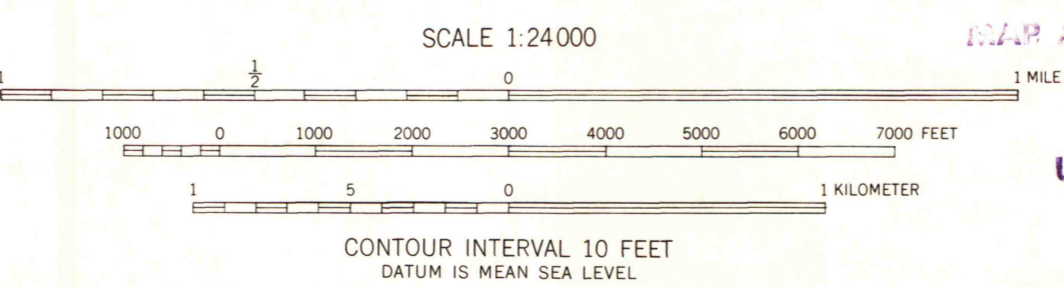 SCALE 1:24000
MAP
1 ½ 0 1 MILE
1000 0 1000 2000 3000 4000 5000 6000 7000 FEET
1 5 0 1 KILOMETER
CONTOUR INTERVAL 10 FEET
DATUM IS MEAN SEA LEVEL